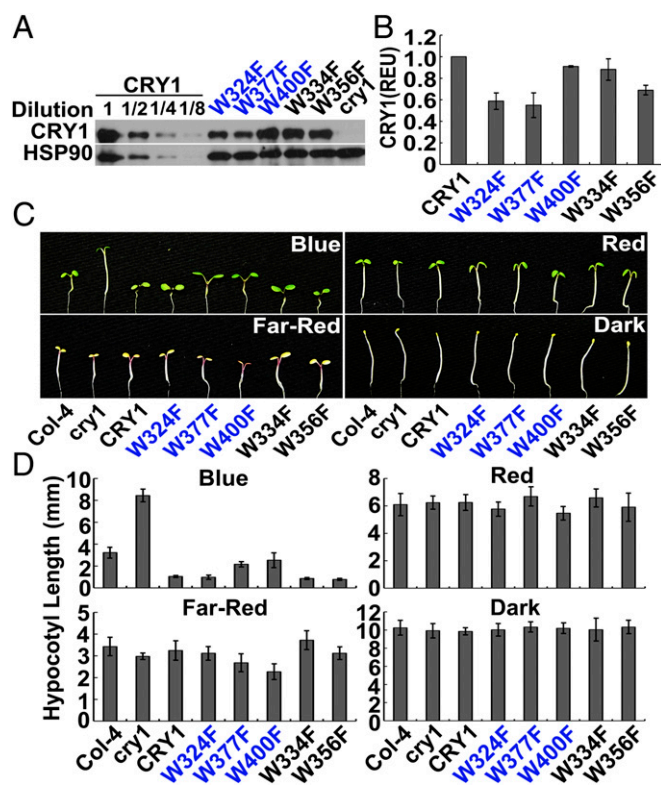 A
CRY1
W324F W377F W400F W334F W356F cry1
Dilution 1 1/2 1/4 1/8
CRY1
HSP90
B
CRY1(REU)
1.2
1.0
0.8
0.6
0.4
0.2
0
CRY1 W324F W377F W400F W334F W356F
C
Blue Red
Far-Red Dark
Col-4 cry1 CRY1 W324F W377F W400F W334F W356F Col-4 cry1 CRY1 W324F W377F W400F W334F W356F
D
Hypocotyl Length (mm)
Blue
10
8
6
4
2
0
Red
8
6
4
2
0
Far-Red
5
4
3
2
1
0
Dark
12
10
8
6
4
2
0
Col-4 cry1 CRY1 W324F W377F W400F W334F W356F Col-4 cry1 CRY1 W324F W377F W400F W334F W356F